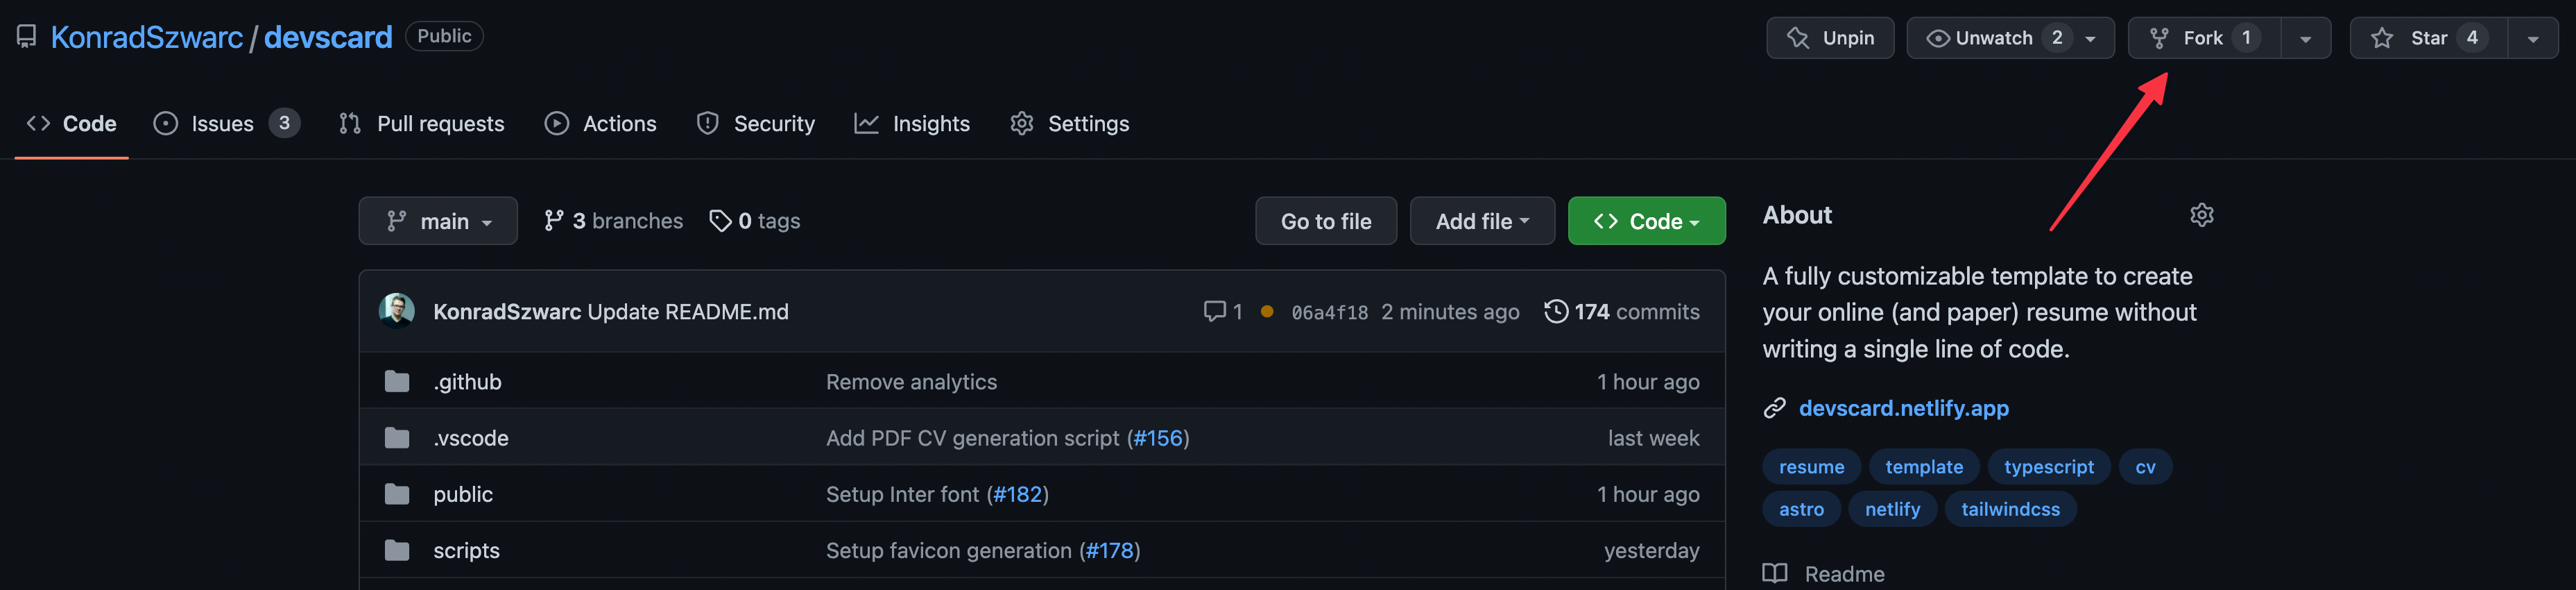 KonradSzwarc / devscard Public
Unpin Unwatch 2 Fork 1 Star 4
Code Issues 3 Pull requests Actions Security Insights Settings
main 3 branches 0 tags Go to file Add file Code
KonradSzwarc Update README.md 1 06a4f18 2 minutes ago 174 commits
.github Remove analytics 1 hour ago
.vscode Add PDF CV generation script (#156) last week
public Setup Inter font (#182) 1 hour ago
scripts Setup favicon generation (#178) yesterday
About
A fully customizable template to create
your online (and paper) resume without
writing a single line of code.
devscard.netlify.app
resume template typescript cv
astro netlify tailwindcss
Readme